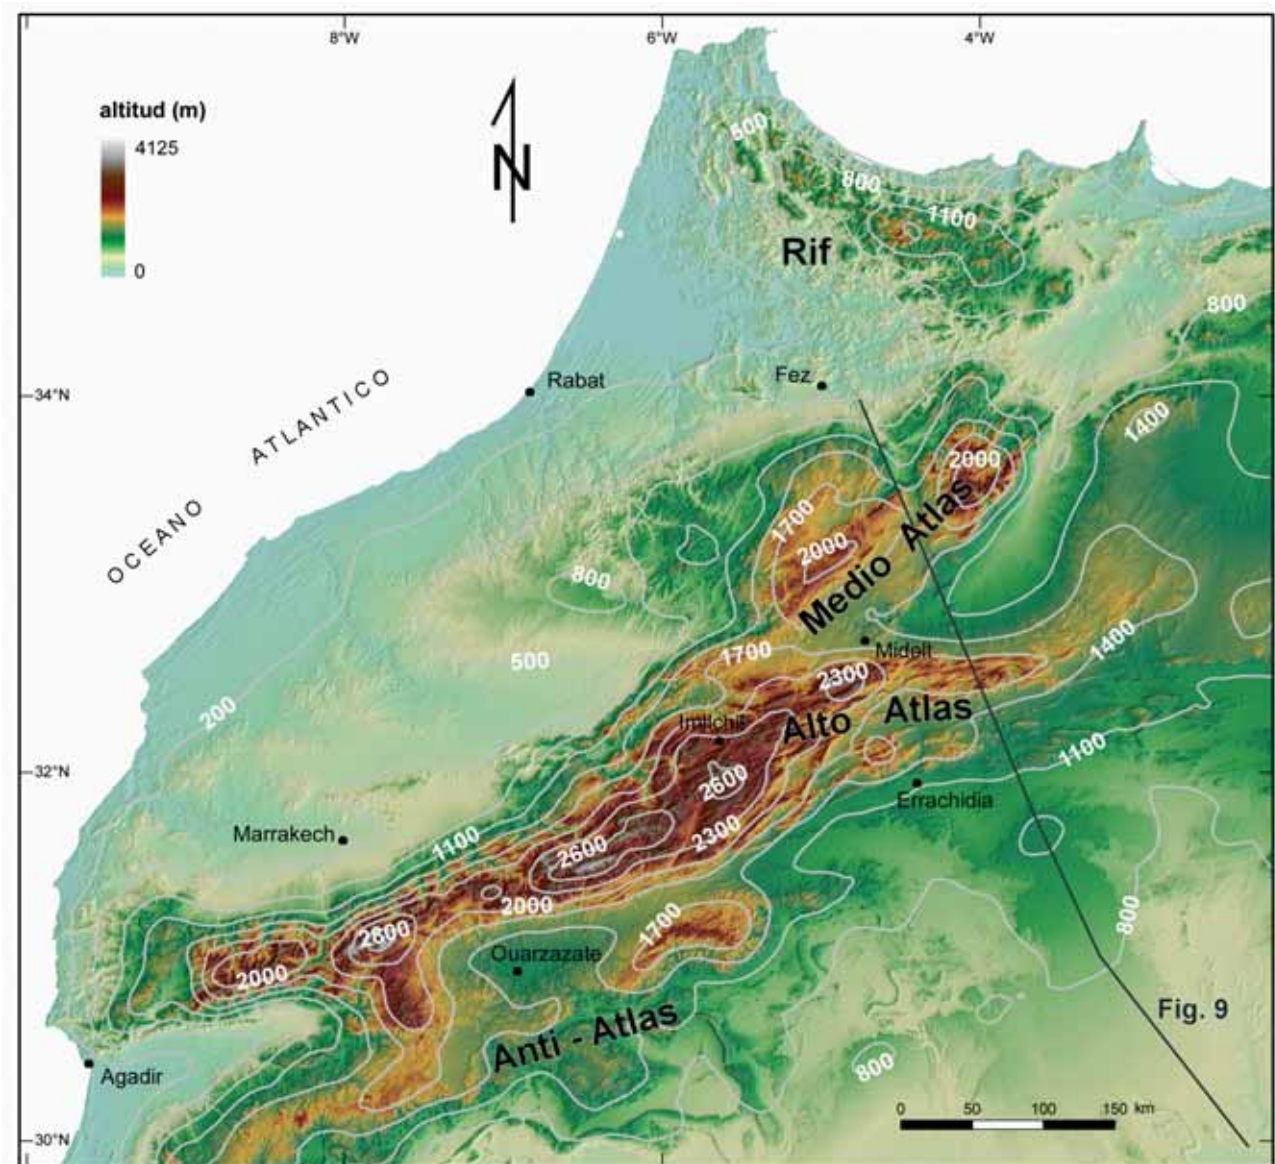 8°W
6°W
4°W
altitud (m)
4125
0
N
500
800
1100
Rif
800
34°N
Rabat
Fez
1400
OCEANO ATLANTICO
2000
1700
2000
Medio Atlas
800
Midelt
1700
1400
500
2300
200
Imilchil
Alto Atlas
32°N
2600
1100
Errachidia
Marrakech
1100
2600
2300
2000
1700
800
2600
Ouarzazate
2000
Fig. 9
Anti - Atlas
Agadir
800
0 50 100 150 km
30°N